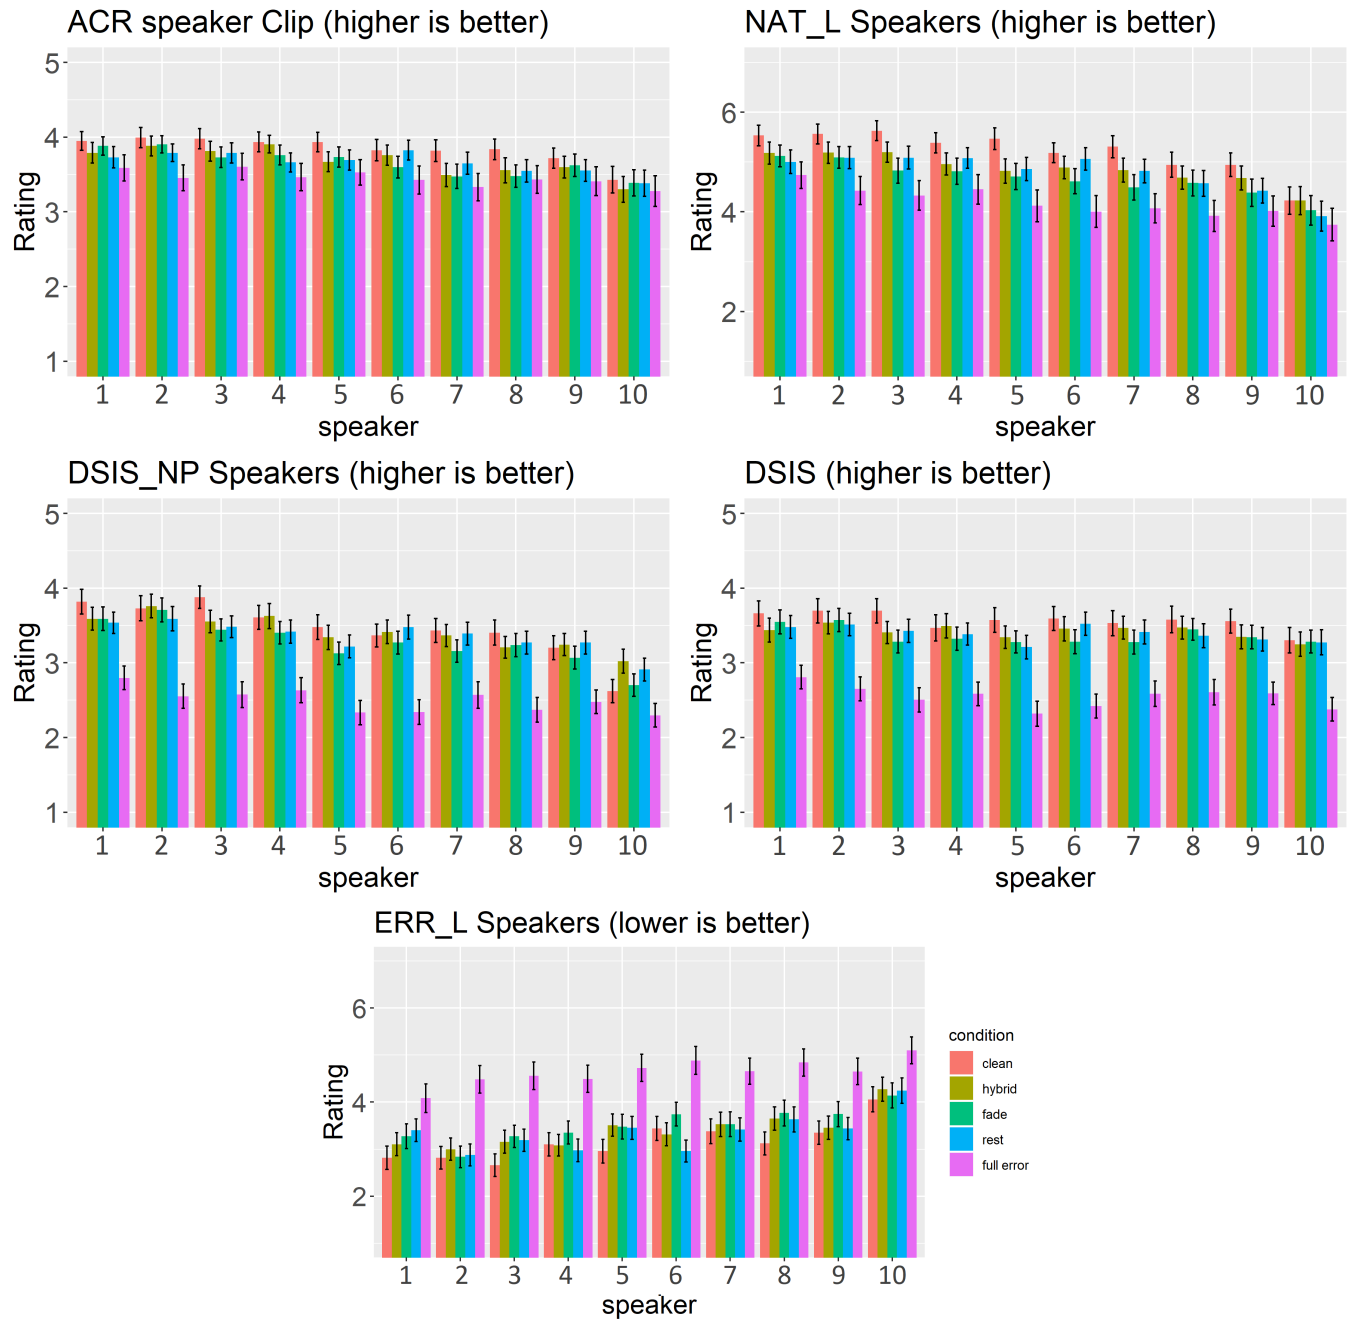 ACR speaker Clip (higher is better)
5
4
3
2
1
Rating
1 2 3 4 5 6 7 8 9 10
speaker
NAT_L Speakers (higher is better)
6
4
2
Rating
1 2 3 4 5 6 7 8 9 10
speaker
DSIS_NP Speakers (higher is better)
5
4
3
2
1
Rating
1 2 3 4 5 6 7 8 9 10
speaker
DSIS (higher is better)
5
4
3
2
1
Rating
1 2 3 4 5 6 7 8 9 10
speaker
ERR_L Speakers (lower is better)
6
4
2
Rating
1 2 3 4 5 6 7 8 9 10
speaker
condition
clean
hybrid
fade
rest
full error